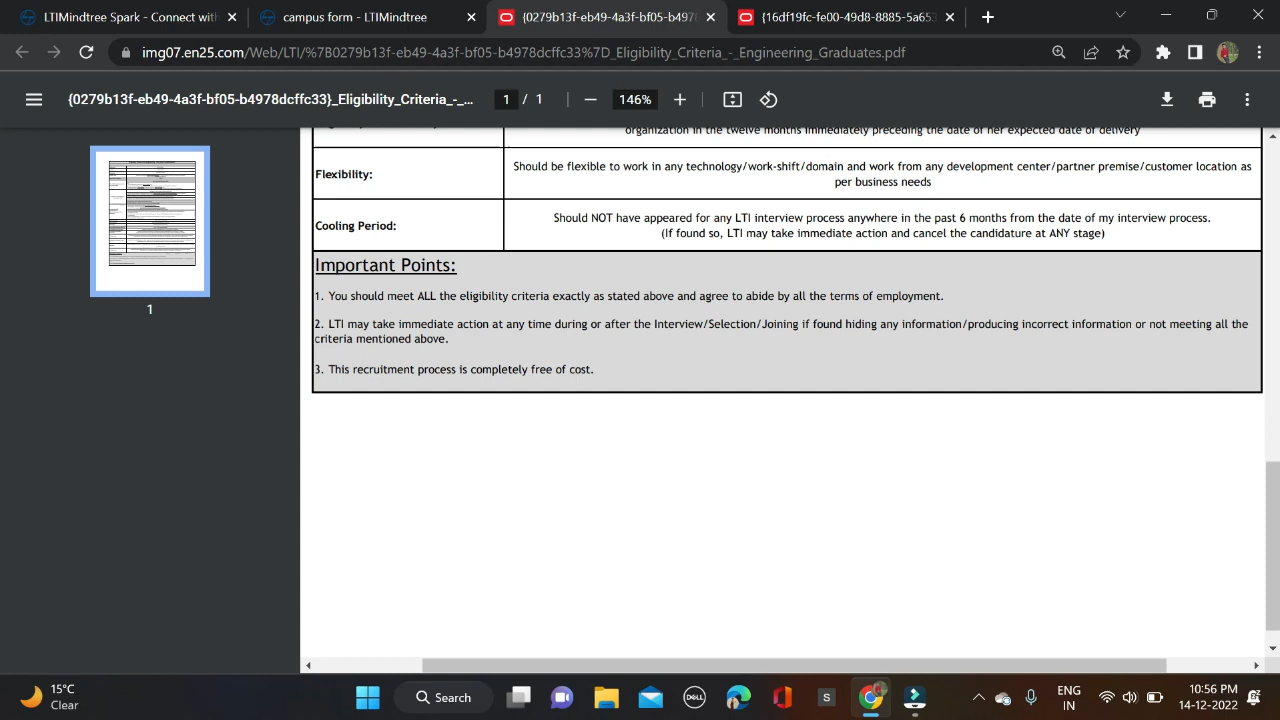 LTIMindtree Spark - Connect with
campus form - LTIMindtree
{0279b13f-eb49-4a3f-bf05-b4978
{16df19fc-fe00-49d8-8885-5a653
img07.en25.com/Web/LTI/%7B0279b13f-eb49-4a3f-bf05-b4978dcffc33%7D_Eligibility_Criteria_-_Engineering_Graduates.pdf
{0279b13f-eb49-4a3f-bf05-b4978dcffc33}_Eligibility_Criteria_-_...
1 / 1
146%
organization in the twelve months immediately preceding the date of her expected date of delivery
Flexibility:
Should be flexible to work in any technology/work-shift/domain and work from any development center/partner premise/customer location as
per business needs
Cooling Period:
Should NOT have appeared for any LTI interview process anywhere in the past 6 months from the date of my interview process.
(If found so, LTI may take immediate action and cancel the candidature at ANY stage)
Important Points:
1. You should meet ALL the eligibility criteria exactly as stated above and agree to abide by all the terms of employment.
2. LTI may take immediate action at any time during or after the Interview/Selection/Joining if found hiding any information/producing incorrect information or not meeting all the
criteria mentioned above.
3. This recruitment process is completely free of cost.
1
15°C
Clear
Search
DELL
S
ENG
IN
10:56 PM
14-12-2022